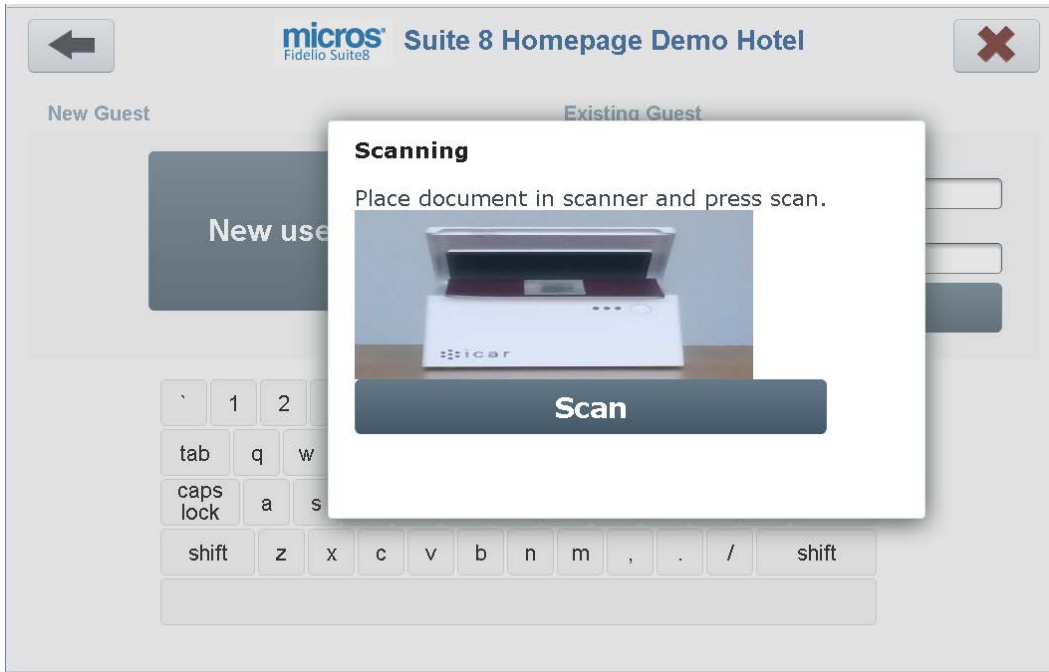 micros
Fidelio Suite8
Suite 8 Homepage Demo Hotel
New Guest
Existing Guest
New use
Scanning
Place document in scanner and press scan.
icar
Scan
` 1 2
tab q w
caps lock a s
shift z x c v b n m , . / shift